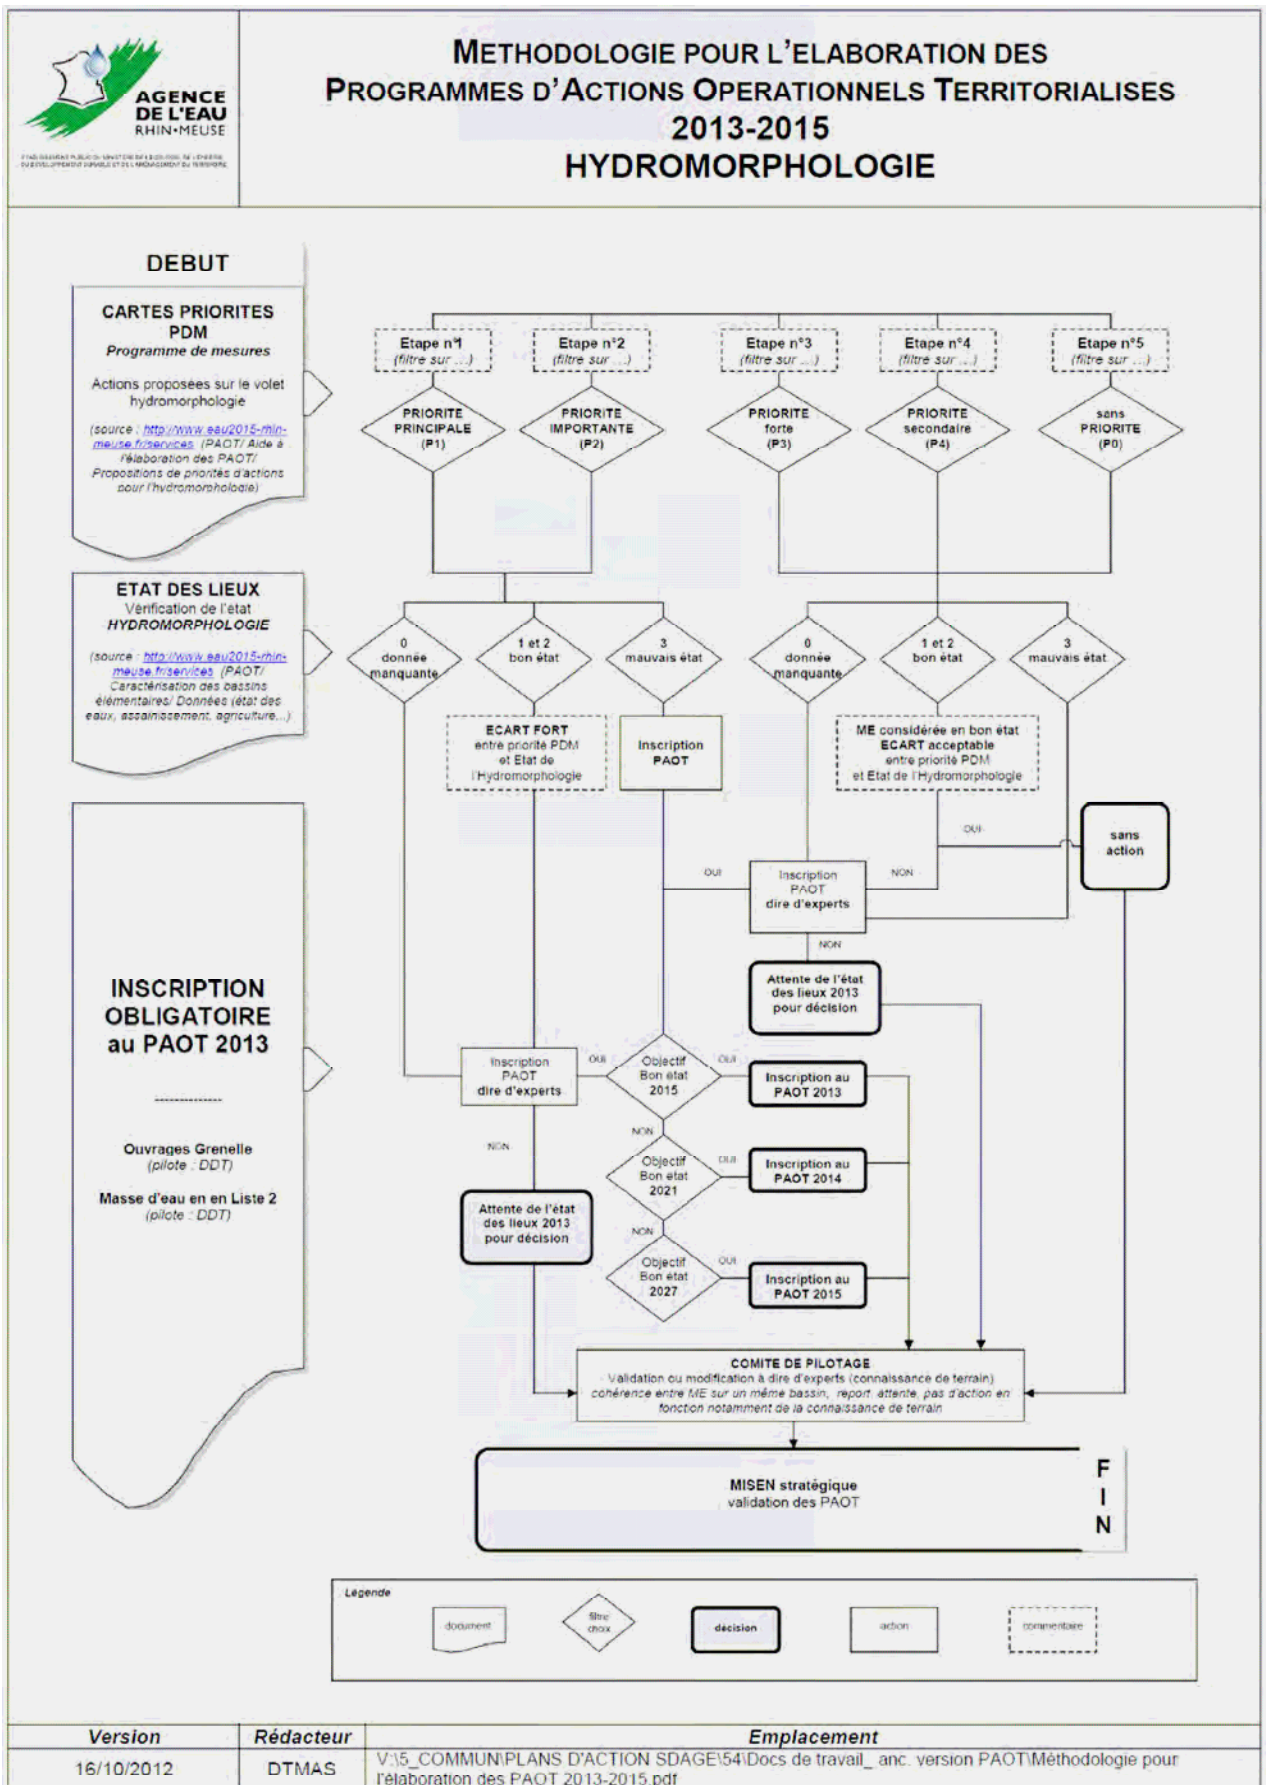 AGENCE
DE L'EAU
RHIN•MEUSE
METHODOLOGIE POUR L'ELABORATION DES
PROGRAMMES D'ACTIONS OPERATIONNELS TERRITORIALISES
2013-2015
HYDROMORPHOLOGIE
DEBUT
CARTES PRIORITES
PDM
Programme de mesures
Actions proposées sur le volet
hydromorphologie
(source : http://www.eau2015-rhin-
meuse.fr/services (PAOT/ Aide à
l'élaboration des PAOT/
Propositions de priorités d'actions
pour l'hydromorphologie)
Etape n°1
(filtre sur ...)
Etape n°2
(filtre sur ...)
Etape n°3
(filtre sur ...)
Etape n°4
(filtre sur ...)
Etape n°5
(filtre sur ...)
PRIORITE
PRINCIPALE
(P1)
PRIORITE
IMPORTANTE
(P2)
PRIORITE
forte
(P3)
PRIORITE
secondaire
(P4)
sans
PRIORITE
(P0)
ETAT DES LIEUX
Vérification de l'état
HYDROMORPHOLOGIE
(source : http://www.eau2015-rhin-
meuse.fr/services (PAOT/
Caractérisation des bassins
élémentaires/ Données (état des
eaux, assainissement, agriculture...)
0
donnée
manquante
1 et 2
bon état
3
mauvais état
0
donnée
manquante
1 et 2
bon état
3
mauvais état
ECART FORT
entre priorité PDM
et Etat de
l'Hydromorphologie
Inscription
PAOT
ME considérée en bon état
ECART acceptable
entre priorité PDM
et Etat de l'Hydromorphologie
OUI
sans
action
OUI
Inscription
PAOT
dire d'experts
NON
NON
Attente de l'état
des lieux 2013
pour décision
INSCRIPTION
OBLIGATOIRE
au PAOT 2013
--------------
Ouvrages Grenelle
(pilote : DDT)
Masse d'eau en en Liste 2
(pilote : DDT)
Inscription
PAOT
dire d'experts
OUI
Objectif
Bon état
2015
OUI
Inscription au
PAOT 2013
NON
NON
Objectif
Bon état
2021
OUI
Inscription au
PAOT 2014
Attente de l'état
des lieux 2013
pour décision
NON
Objectif
Bon état
2027
OUI
Inscription au
PAOT 2015
COMITE DE PILOTAGE
Validation ou modification à dire d'experts (connaissance de terrain)
cohérence entre ME sur un même bassin, report, attente, pas d'action en
fonction notamment de la connaissance de terrain
MISEN stratégique
validation des PAOT
F
I
N
Légende
document
filtre
choix
décision
action
commentaire
Version
Rédacteur
Emplacement
16/10/2012
DTMAS
V:\5_COMMUN\PLANS D'ACTION SDAGE\54\Docs de travail_ anc. version PAOT\Méthodologie pour
l'élaboration des PAOT 2013-2015.pdf